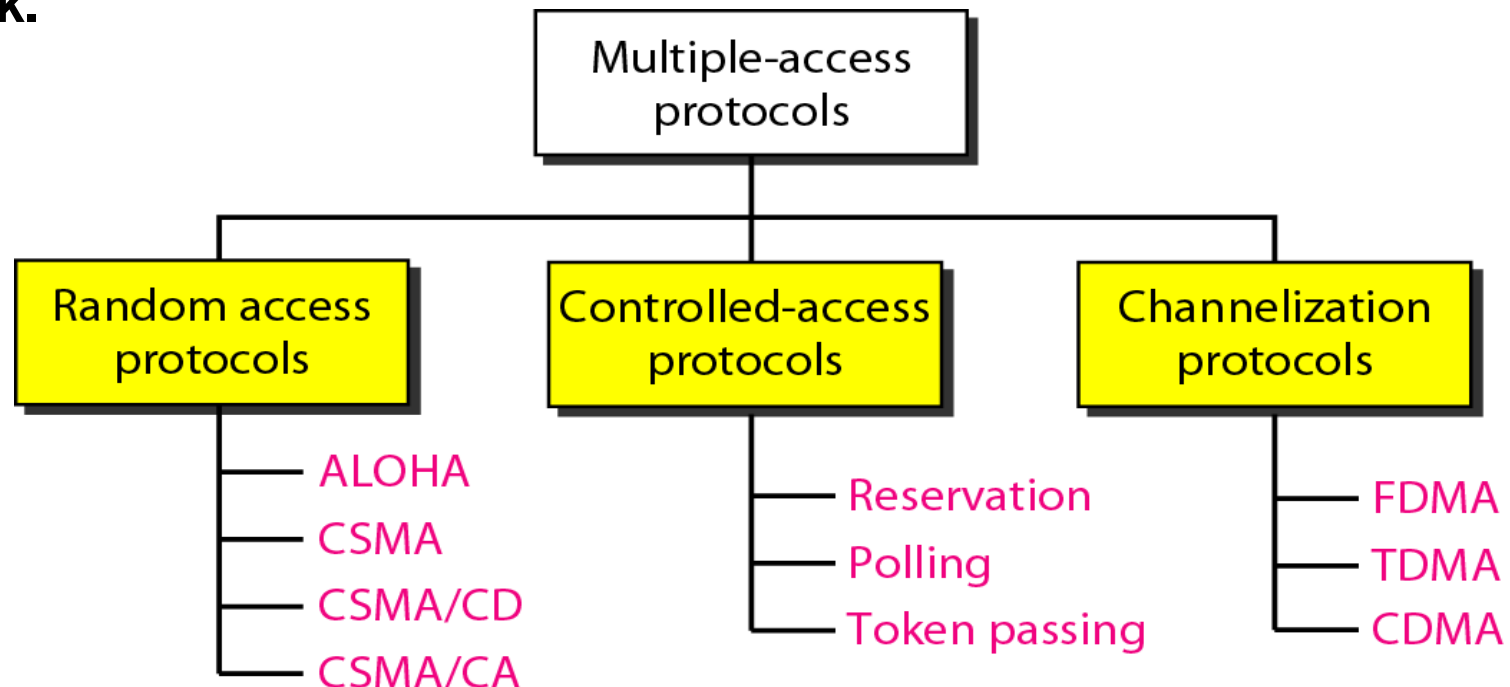 k.
Multiple-access
protocols
Random access
protocols
Controlled-access
protocols
Channelization
protocols
ALOHA
CSMA
CSMA/CD
CSMA/CA
Reservation
Polling
Token passing
FDMA
TDMA
CDMA